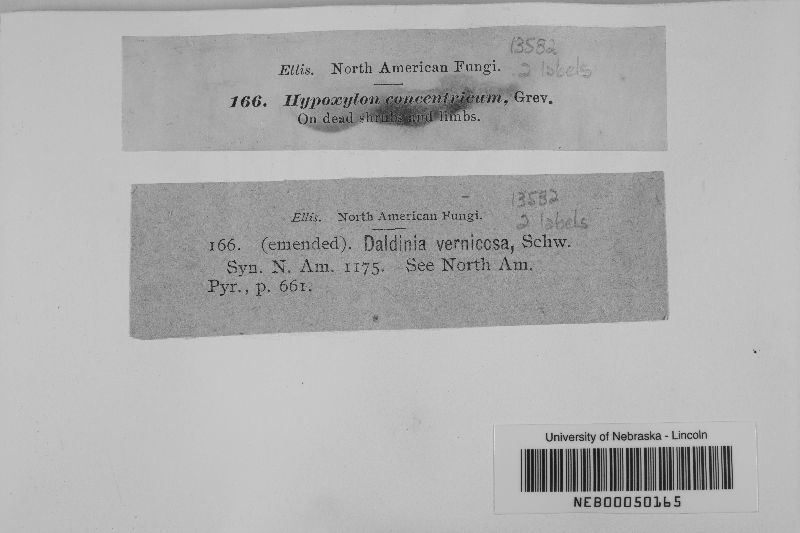 13582
2 labels
Ellis. North American Fungi.
166. Hypoxylon concentricum, Grev.
On dead shrubs and limbs.
13582
2 labels
Ellis. North American Fungi.
166. (emended). Daldinia vernicosa, Schw.
Syn. N. Am. 1175. See North Am.
Pyr., p. 661.
University of Nebraska - Lincoln
NEB00050165